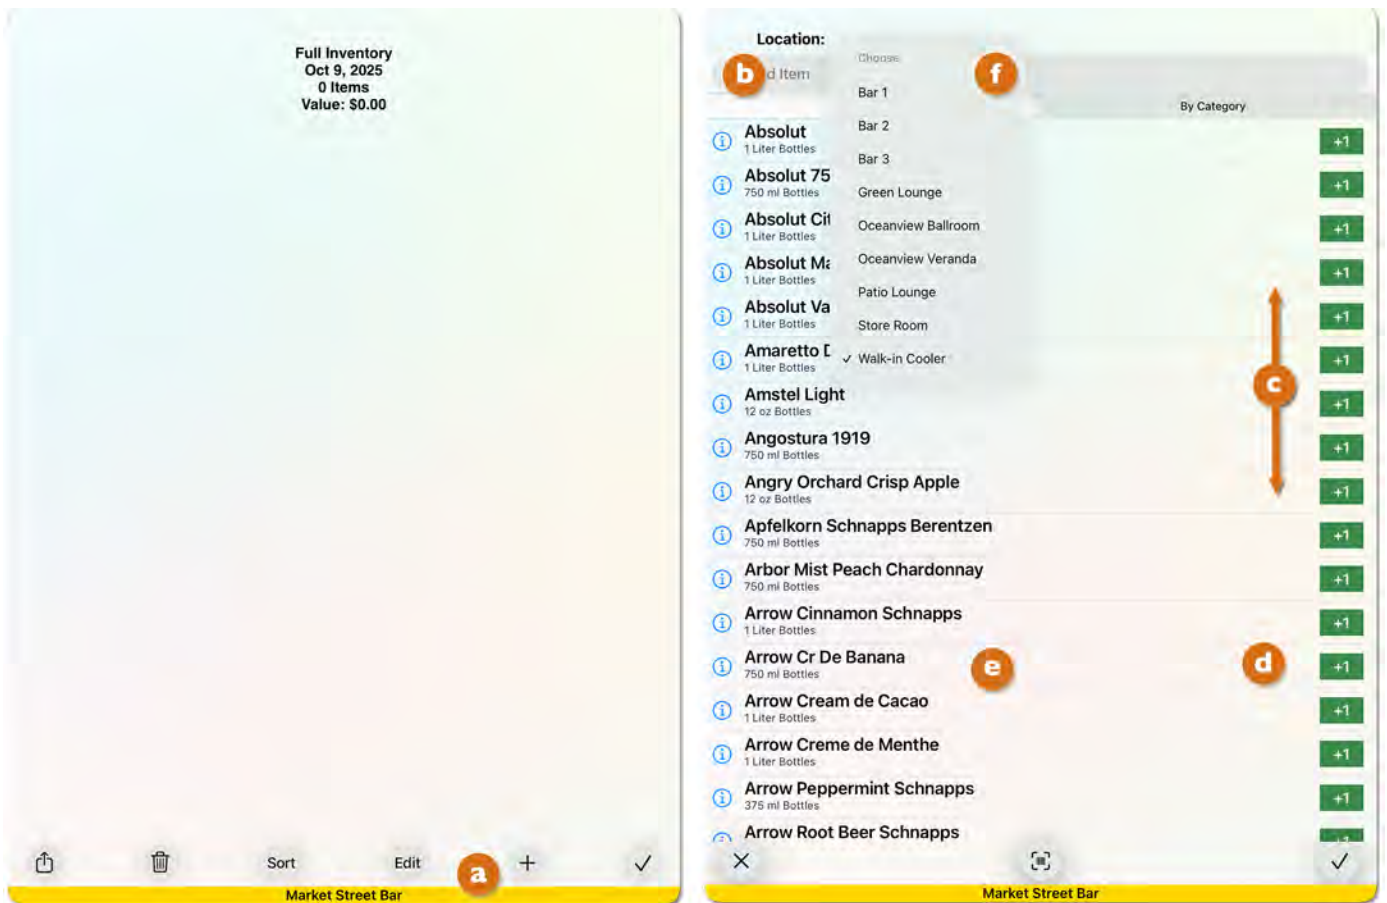 Full Inventory
Oct 9, 2025
0 Items
Value: $0.00
Sort
Edit
a
Market Street Bar
Location:
b
d Item
f
By Category
Choose
Bar 1
Bar 2
Bar 3
Green Lounge
Oceanview Ballroom
Oceanview Veranda
Patio Lounge
Store Room
✓ Walk-in Cooler
Absolut
1 Liter Bottles
+1
Absolut 75
750 ml Bottles
+1
Absolut Cit
1 Liter Bottles
+1
Absolut Ma
1 Liter Bottles
+1
Absolut Va
1 Liter Bottles
+1
Amaretto D
1 Liter Bottles
+1
c
Amstel Light
12 oz Bottles
+1
Angostura 1919
750 ml Bottles
+1
Angry Orchard Crisp Apple
12 oz Bottles
+1
Apfelkorn Schnapps Berentzen
750 ml Bottles
+1
Arbor Mist Peach Chardonnay
750 ml Bottles
+1
Arrow Cinnamon Schnapps
1 Liter Bottles
+1
Arrow Cr De Banana
750 ml Bottles
e
d
+1
Arrow Cream de Cacao
1 Liter Bottles
+1
Arrow Creme de Menthe
1 Liter Bottles
+1
Arrow Peppermint Schnapps
375 ml Bottles
+1
Arrow Root Beer Schnapps
+1
Market Street Bar